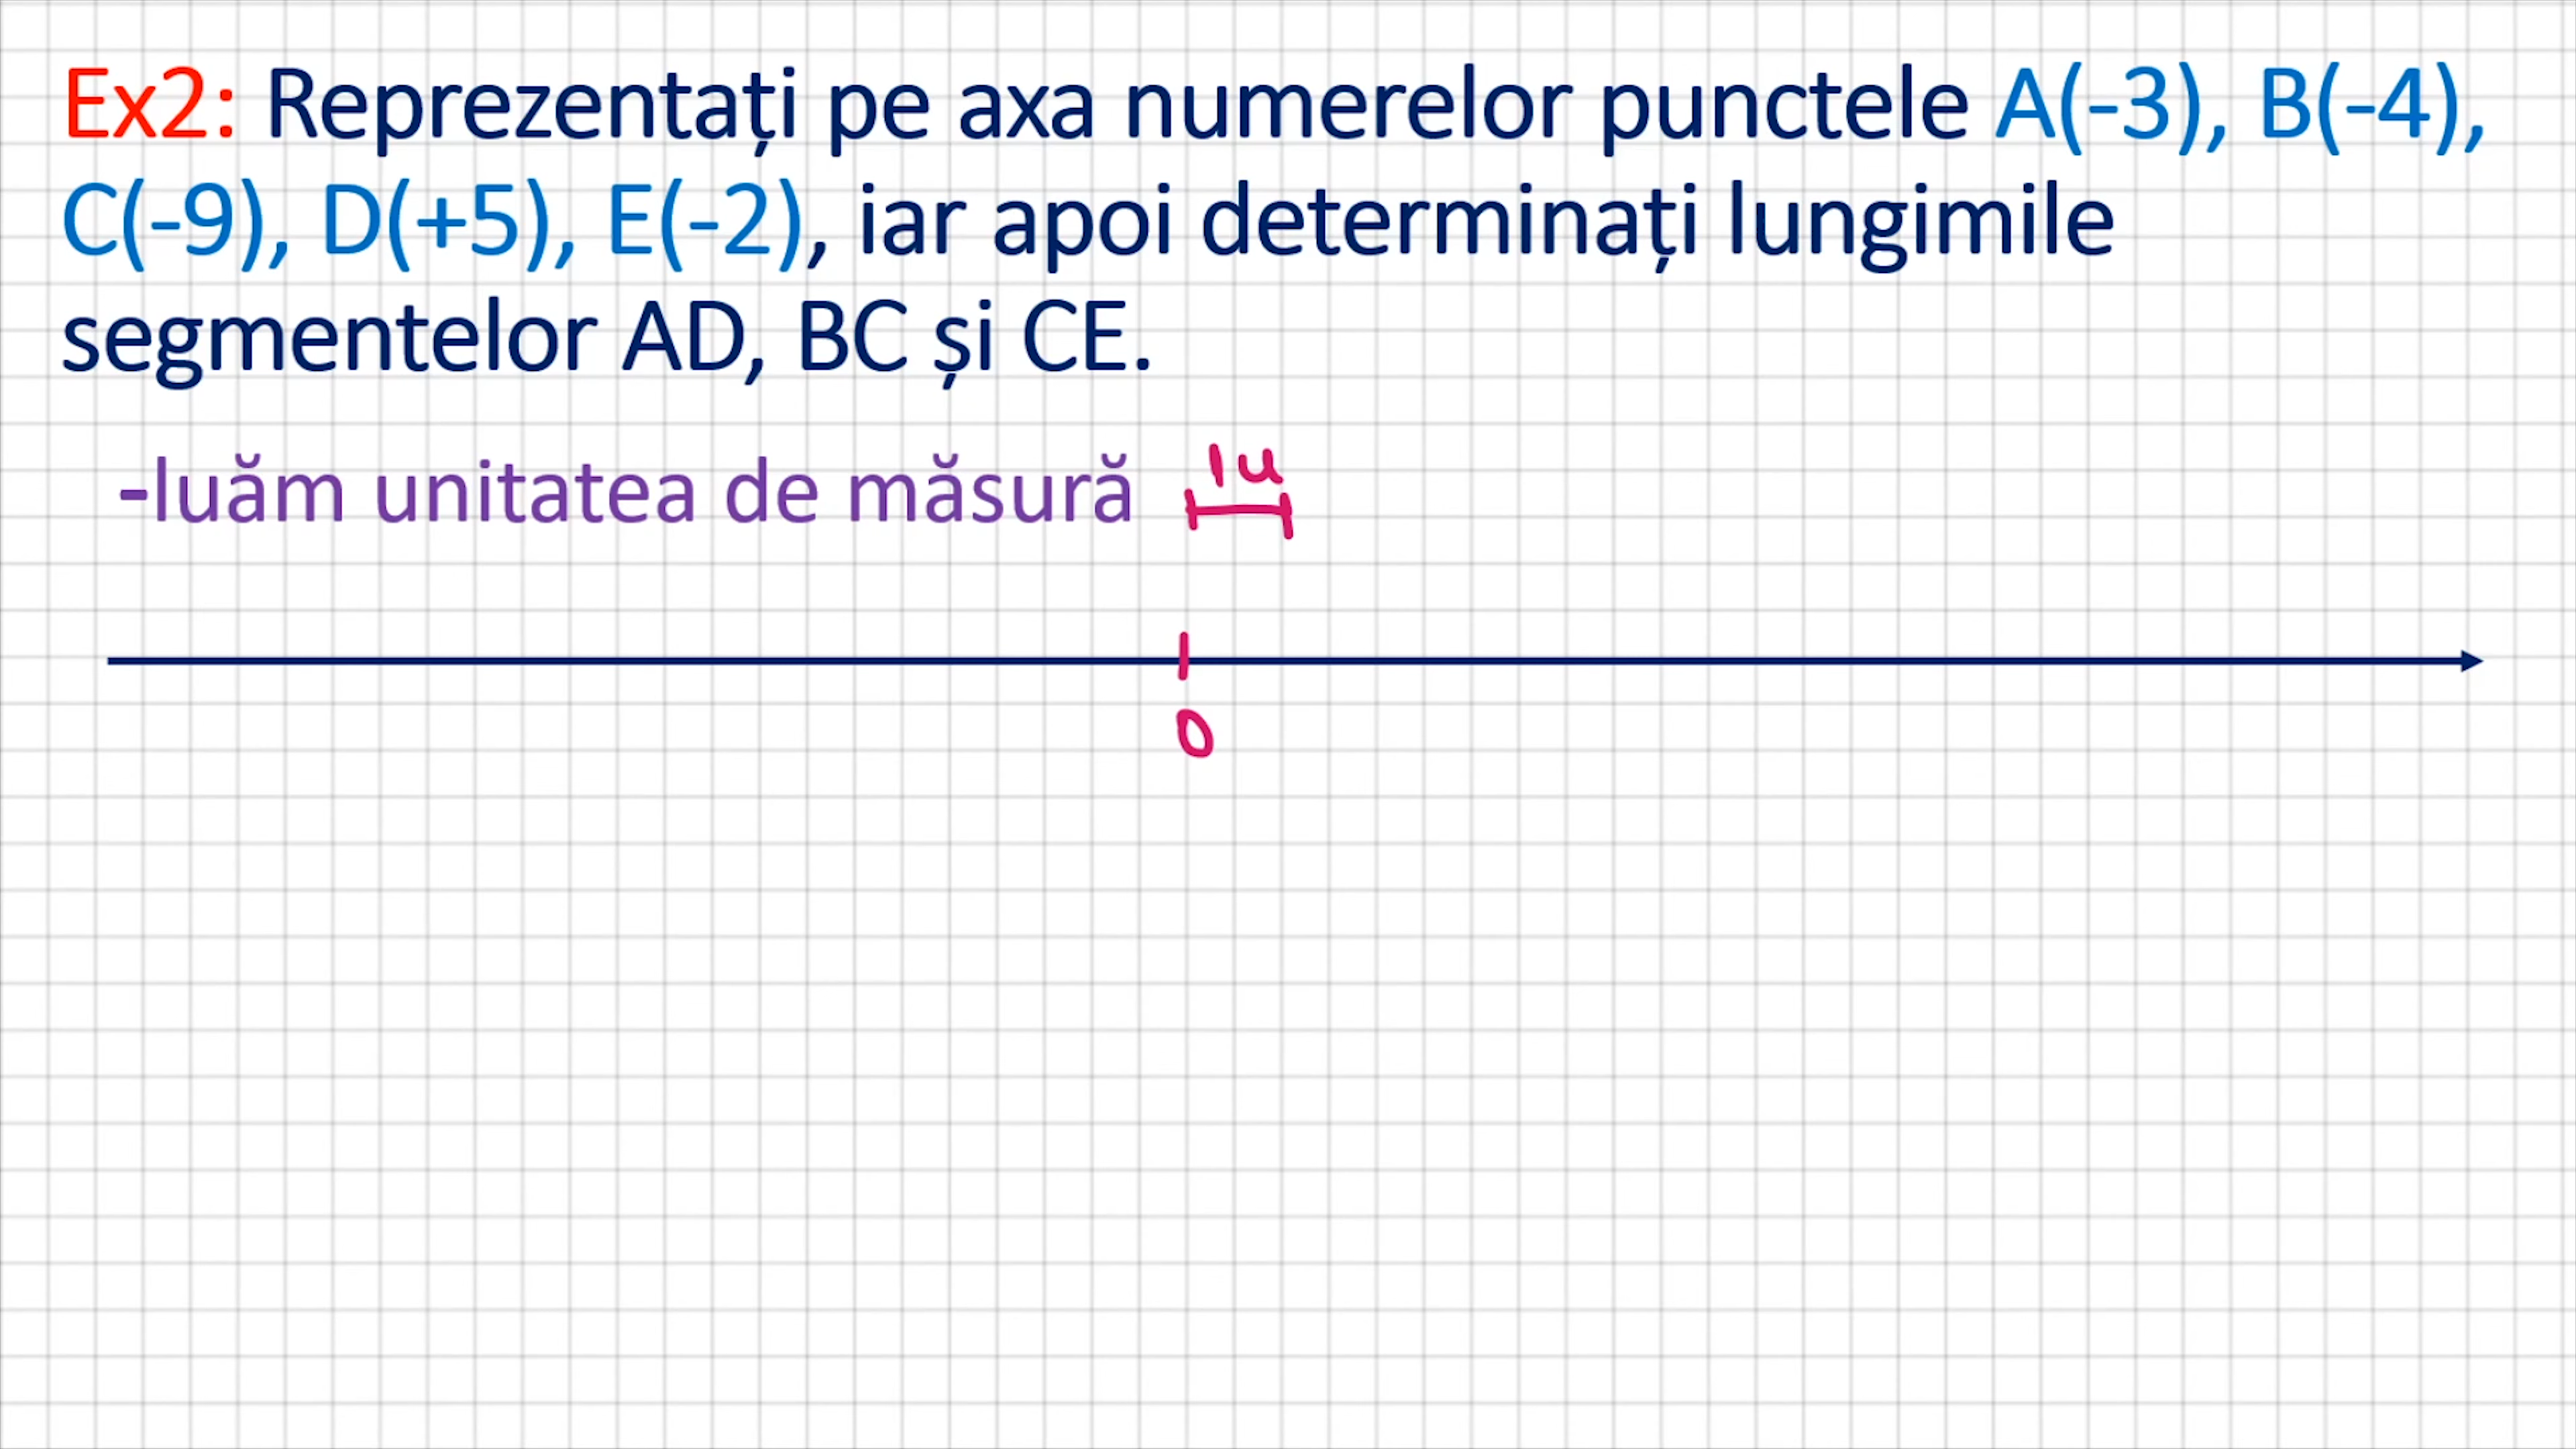 Ex2: Reprezentați pe axa numerelor punctele A(-3), B(-4),
C(-9), D(+5), E(-2), iar apoi determinați lungimile
segmentelor AD, BC și CE.
-luăm unitatea de măsură 1u
0